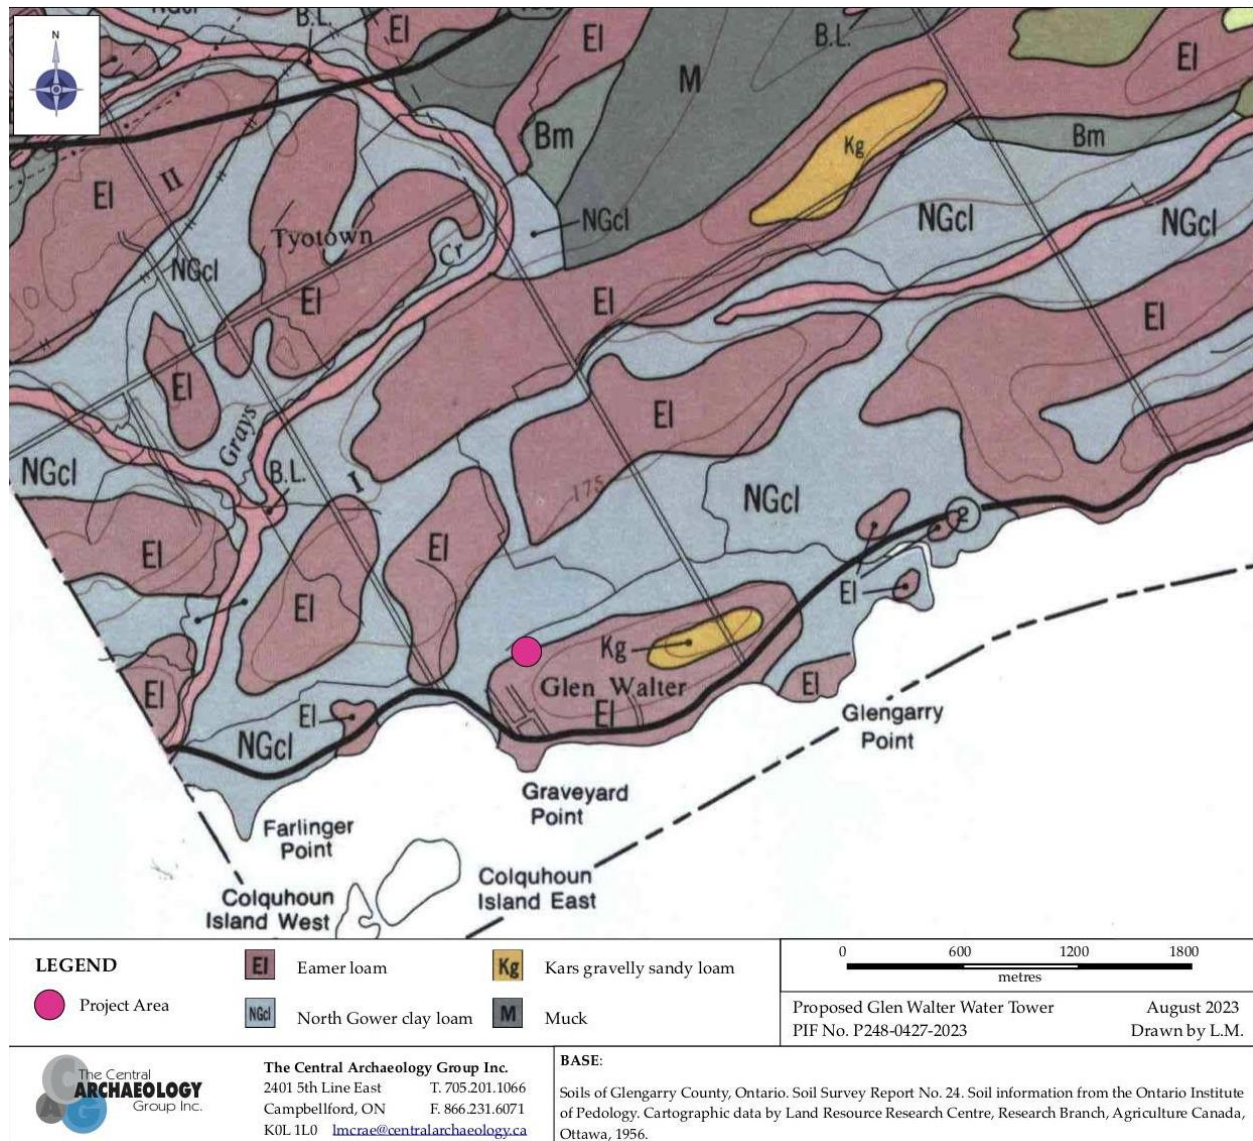 N
NGcl
B.L.
El
El
B.L.
El
M
Bm
Kg
Bm
El
II
Tyotown
NGcl
NGcl
NGcl
NGcl
Cr
El
El
El
El
El
Grays
NGcl
B.L.
I
175
NGcl
2
El
El
El
El
Kg
El
Glen Walter
El
El
El
NGcl
Glengarry
Point
Graveyard
Point
Farlinger
Point
Colquhoun
Island West
Colquhoun
Island East
LEGEND
Project Area
El Eamer loam
NGcl North Gower clay loam
Kg Kars gravelly sandy loam
M Muck
0 600 1200 1800
metres
Proposed Glen Walter Water Tower August 2023
PIF No. P248-0427-2023 Drawn by L.M.
CAG
The Central
ARCHAEOLOGY
Group Inc.
The Central Archaeology Group Inc.
2401 5th Line East T. 705.201.1066
Campbellford, ON F. 866.231.6071
K0L 1L0 lmcrae@centralarchaeology.ca
BASE:
Soils of Glengarry County, Ontario. Soil Survey Report No. 24. Soil information from the Ontario Institute
of Pedology. Cartographic data by Land Resource Research Centre, Research Branch, Agriculture Canada,
Ottawa, 1956.